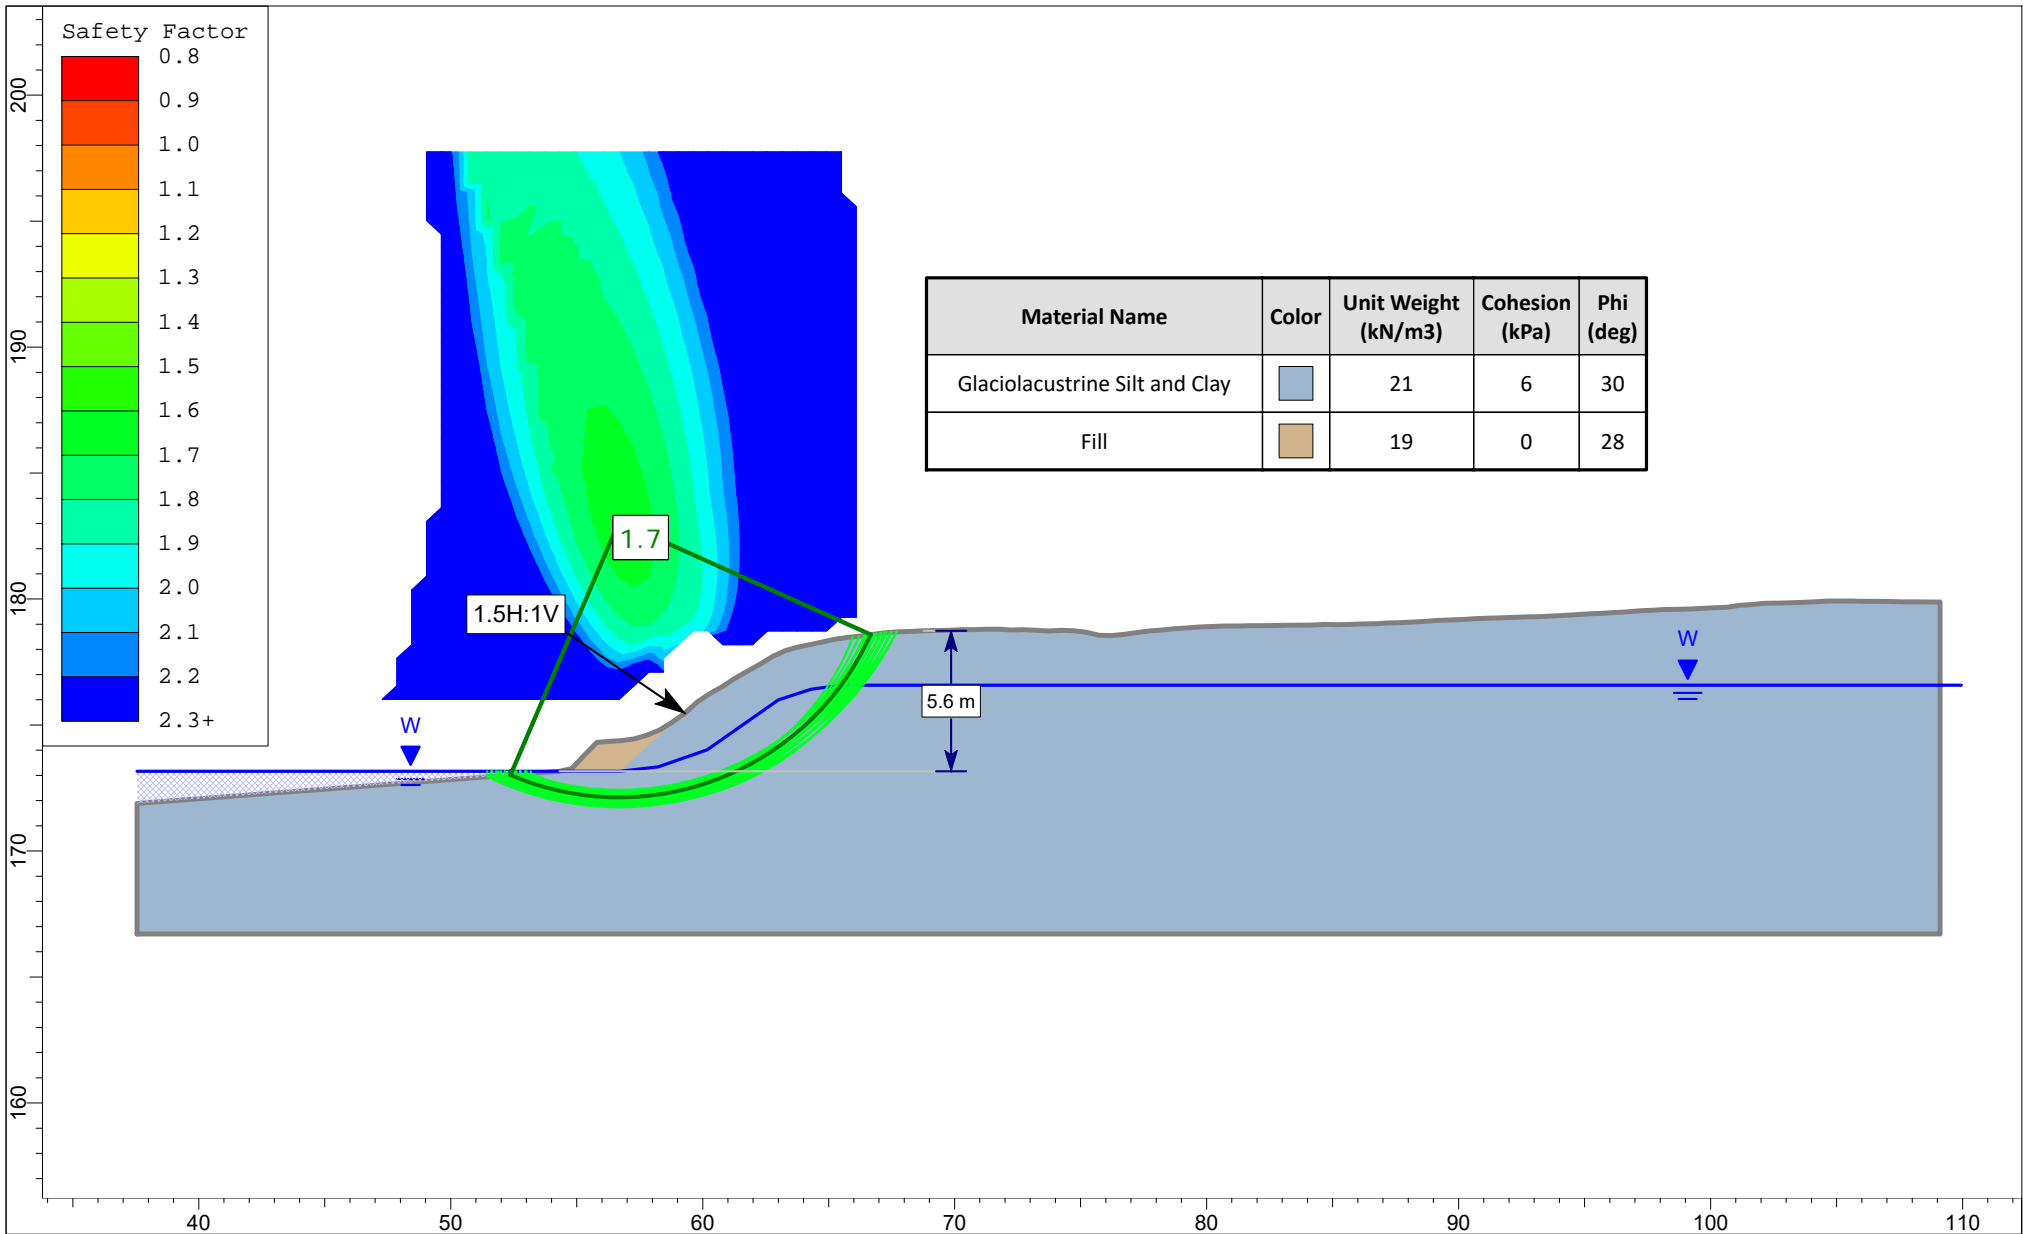 Safety Factor
0.8
0.9
1.0
1.1
1.2
1.3
1.4
1.5
1.6
1.7
1.8
1.9
2.0
2.1
2.2
2.3+
200
190
180
170
160
Material Name Color Unit Weight (kN/m3) Cohesion (kPa) Phi (deg)
Glaciolacustrine Silt and Clay 21 6 30
Fill 19 0 28
1.7
1.5H:1V
W
W
5.6 m
40 50 60 70 80 90 100 110